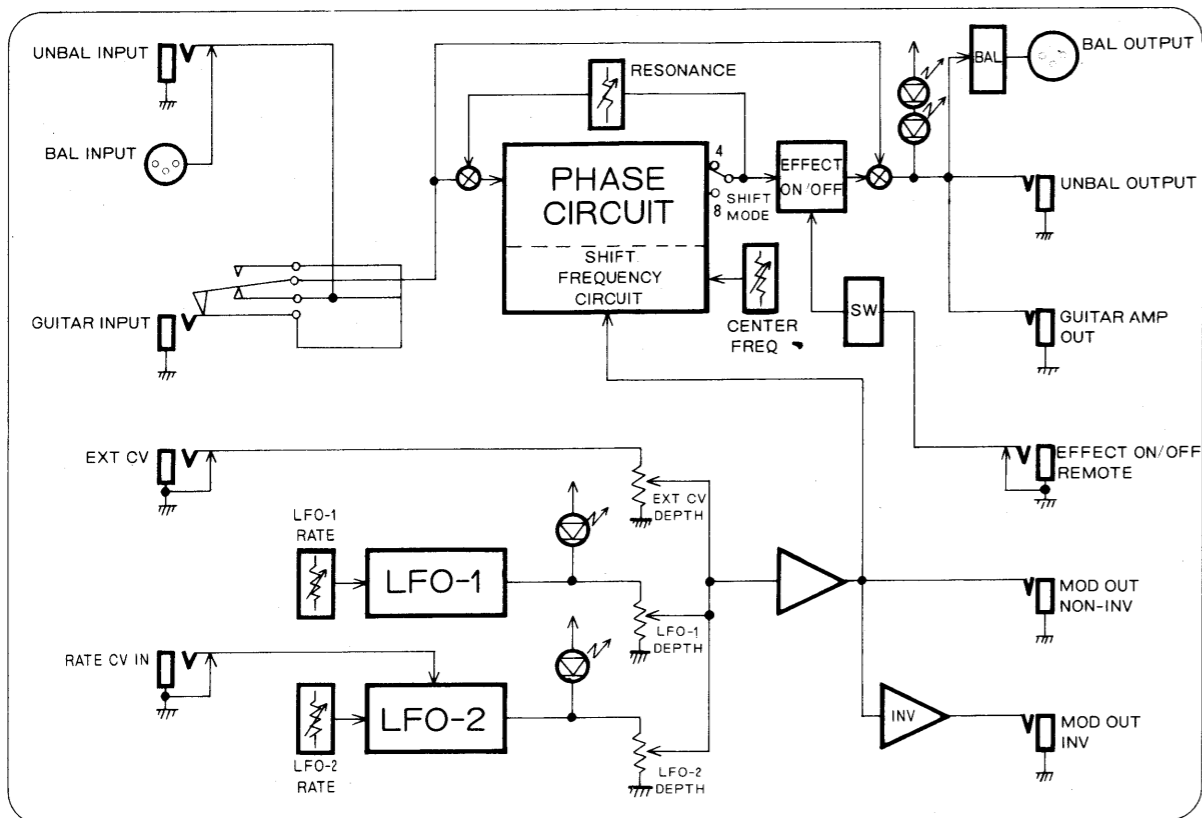 UNBAL INPUT
BAL INPUT
GUITAR INPUT
RESONANCE
PHASE
CIRCUIT
SHIFT
FREQUENCY
CIRCUIT
4
8
SHIFT
MODE
EFFECT
ON/OFF
CENTER
FREQ
SW
BAL
BAL OUTPUT
UNBAL OUTPUT
GUITAR AMP
OUT
EFFECT ON/OFF
REMOTE
EXT CV
EXT CV
DEPTH
LFO-1
RATE
LFO-1
LFO-1
DEPTH
RATE CV IN
LFO-2
LFO-2
RATE
LFO-2
DEPTH
INV
MOD OUT
NON-INV
MOD OUT
INV